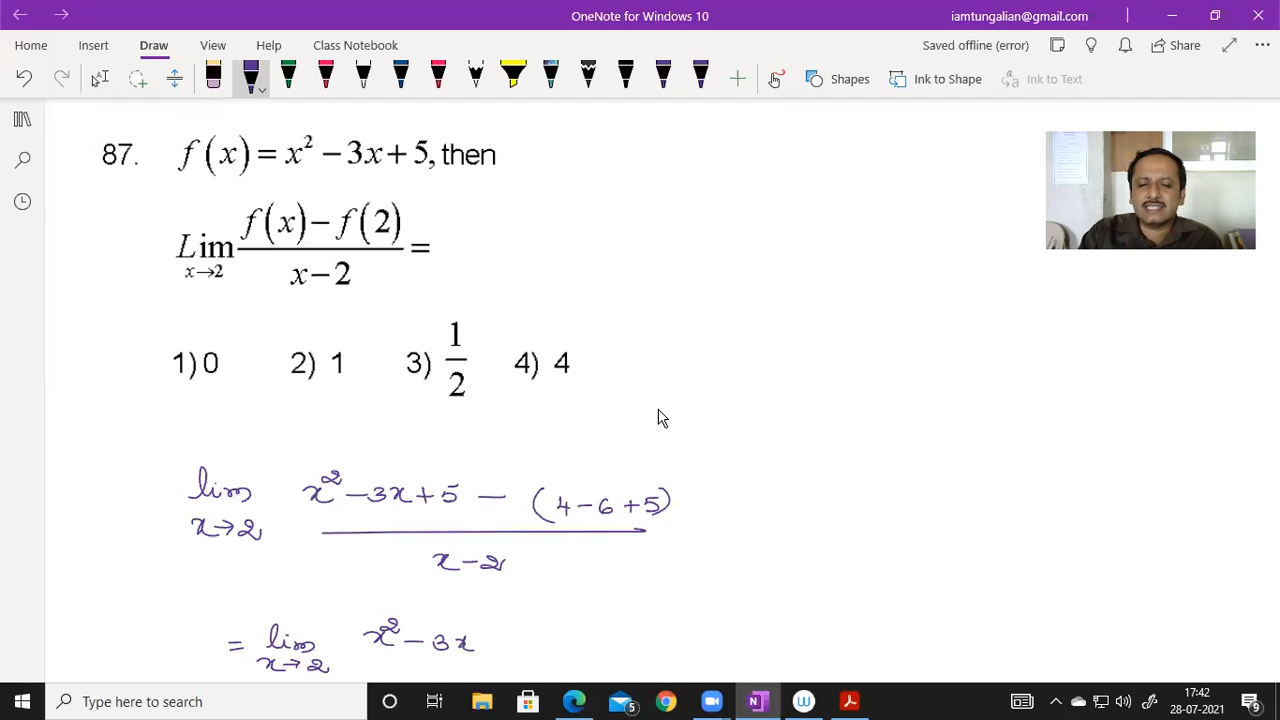 OneNote for Windows 10
iamtungalian@gmail.com
Home Insert Draw View Help Class Notebook
Saved offline (error)
Share
Shapes
Ink to Shape
Ink to Text
87. f(x) = x² − 3x + 5, then
Lim x→2 (f(x) − f(2))/(x − 2) =
1) 0 2) 1 3) 1/2 4) 4
lim x→2 (x² − 3x + 5 − (4 − 6 + 5))/(x − 2)
= lim x→2 x² − 3x
Type here to search
5
17:42
28-07-2021
9